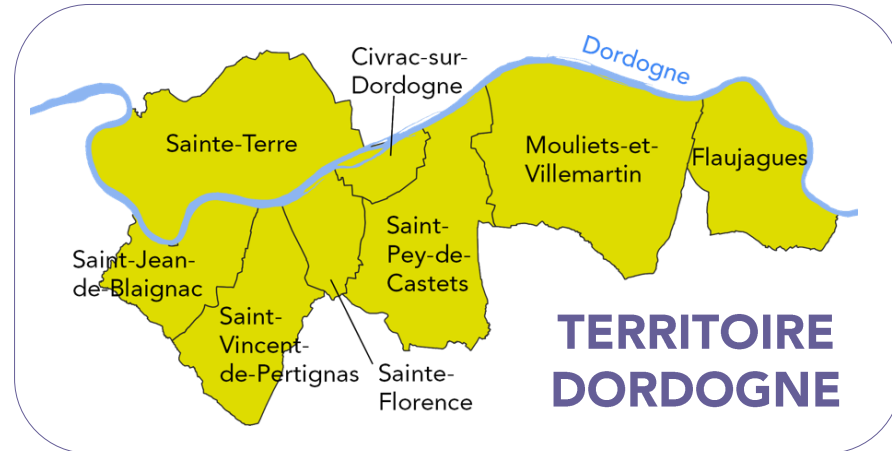 Civrac-sur-
Dordogne
Dordogne
Sainte-Terre
Mouliets-et-
Villemartin
Flaujagues
Saint-
Pey-de-
Castets
Saint-Jean-
de-Blaignac
Saint-
Vincent-
de-Pertignas
Sainte-
Florence
TERRITOIRE
DORDOGNE